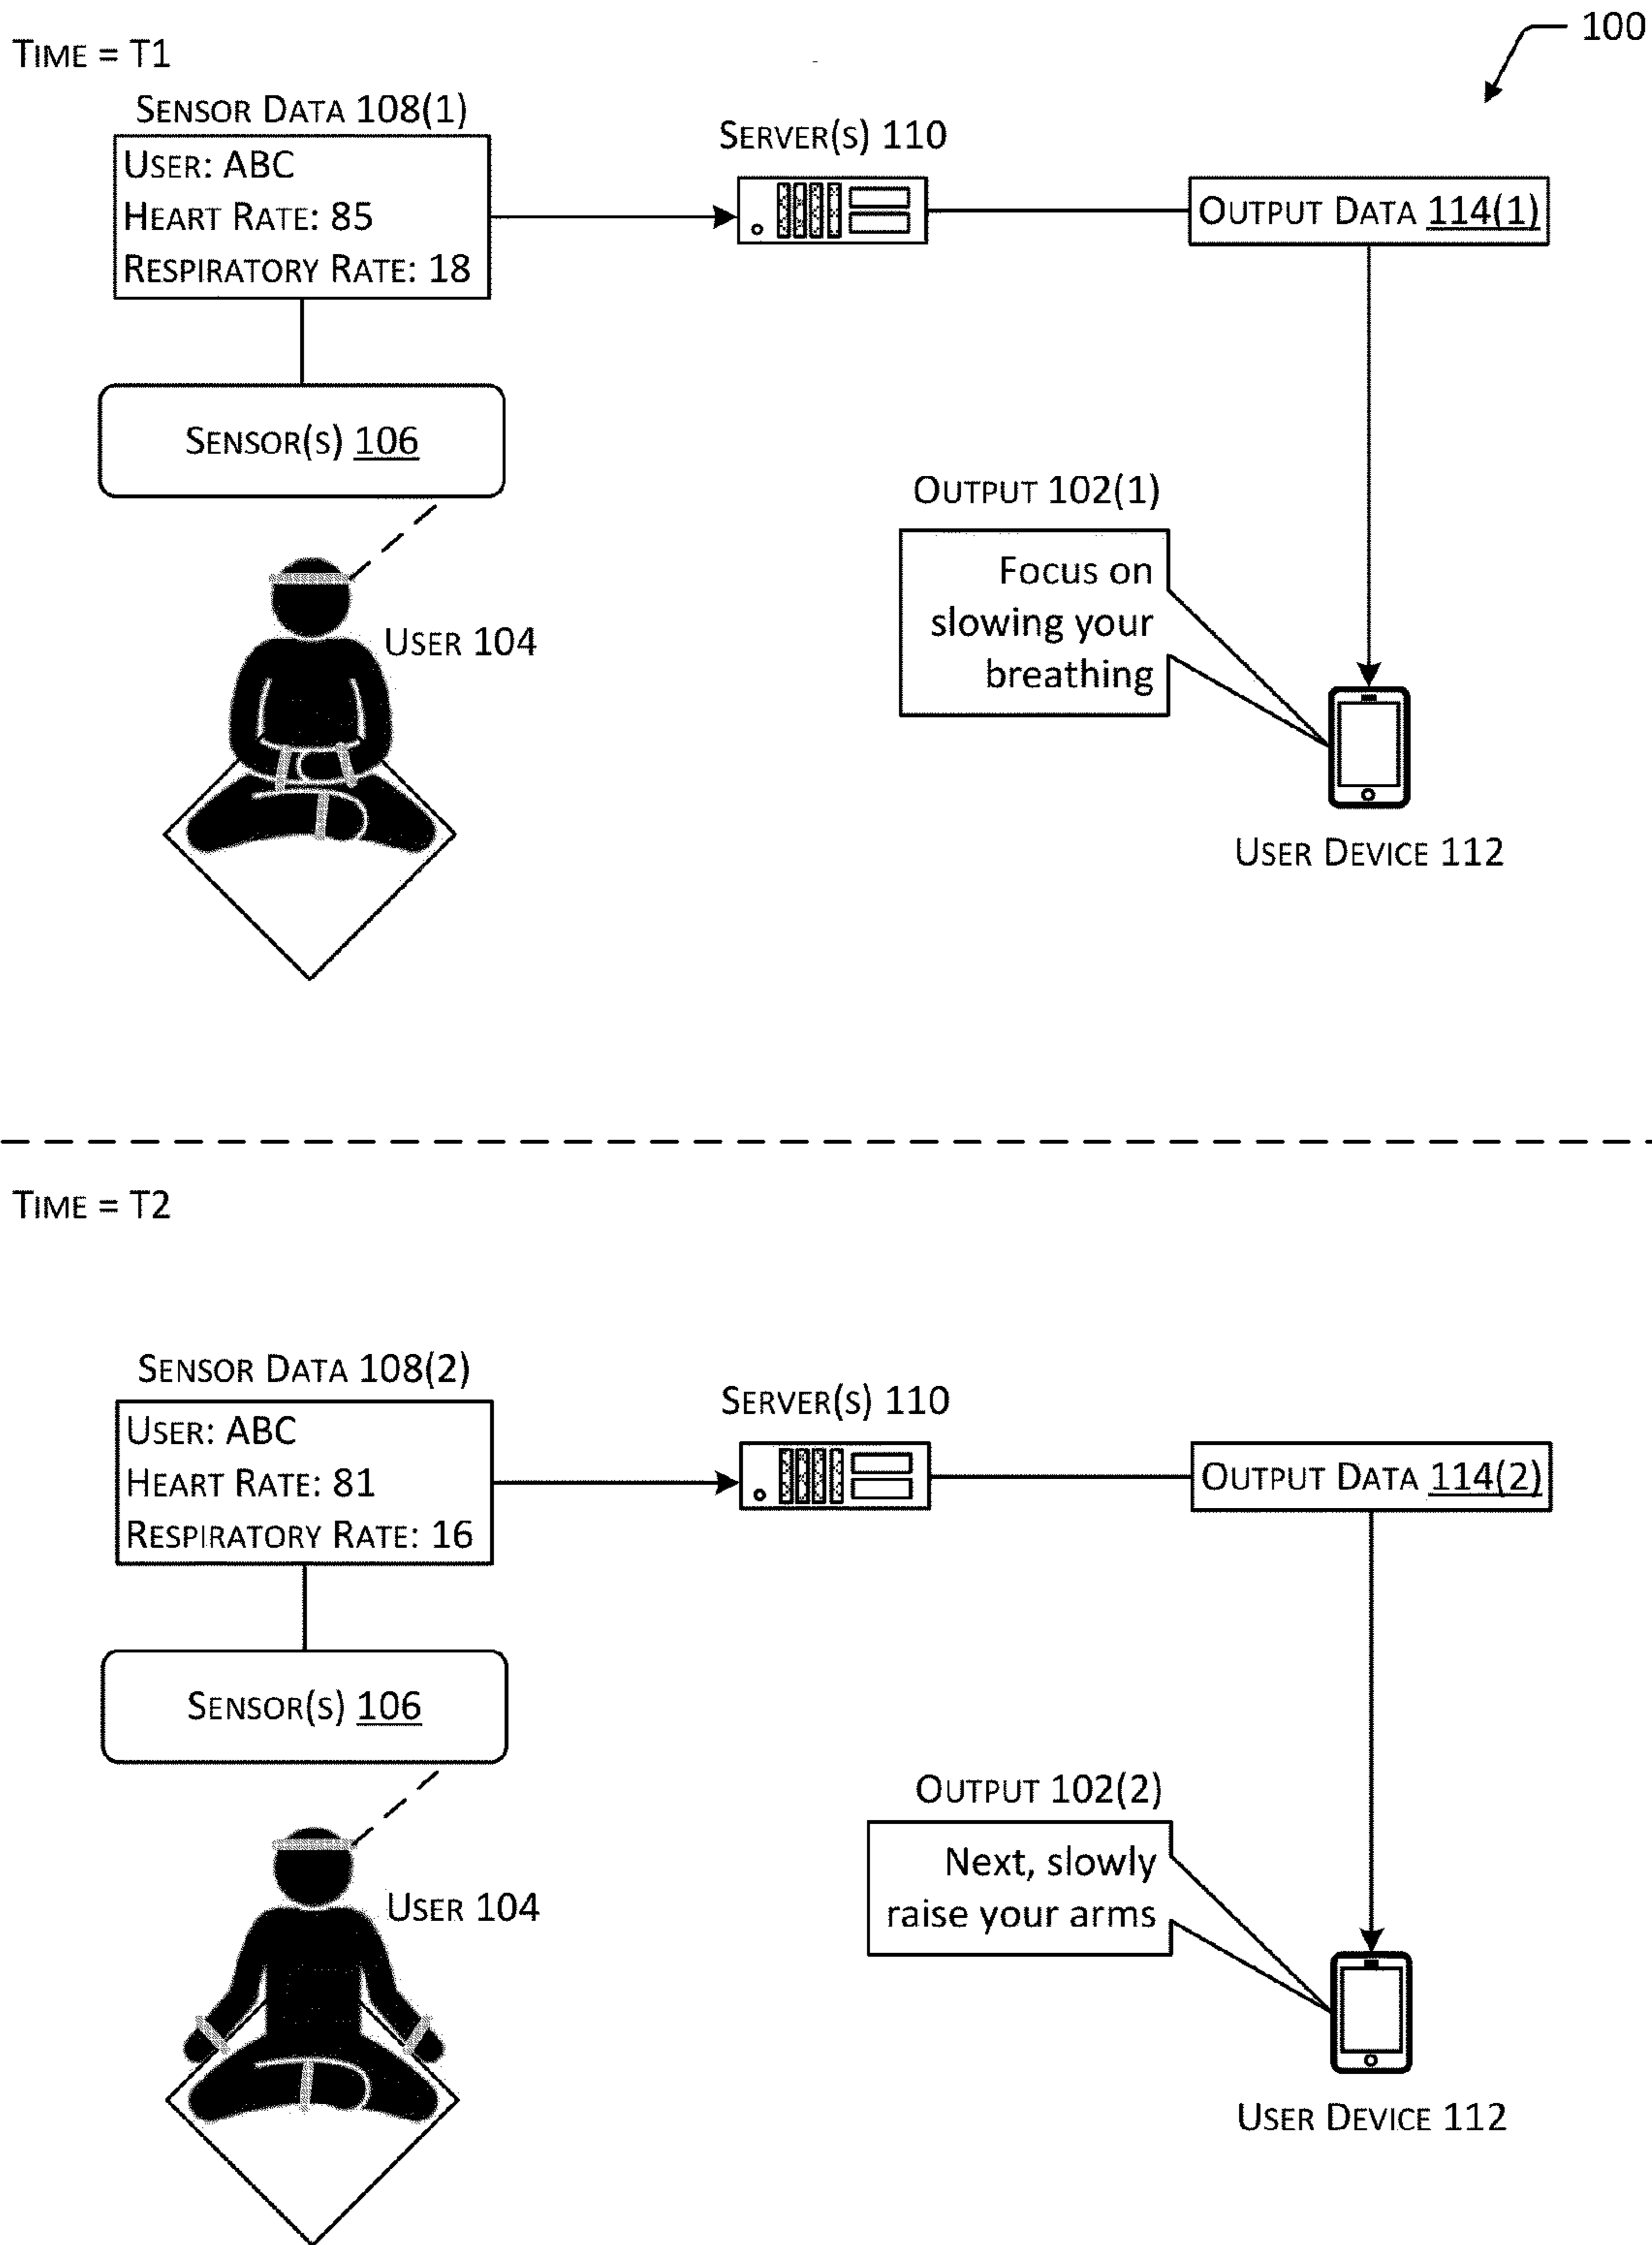 100
TIME = T1
SENSOR DATA 108(1)
USER: ABC
HEART RATE: 85
RESPIRATORY RATE: 18
SERVER(S) 110
OUTPUT DATA 114(1)
SENSOR(S) 106
USER 104
OUTPUT 102(1)
Focus on
slowing your
breathing
USER DEVICE 112
TIME = T2
SENSOR DATA 108(2)
USER: ABC
HEART RATE: 81
RESPIRATORY RATE: 16
SERVER(S) 110
OUTPUT DATA 114(2)
SENSOR(S) 106
USER 104
OUTPUT 102(2)
Next, slowly
raise your arms
USER DEVICE 112